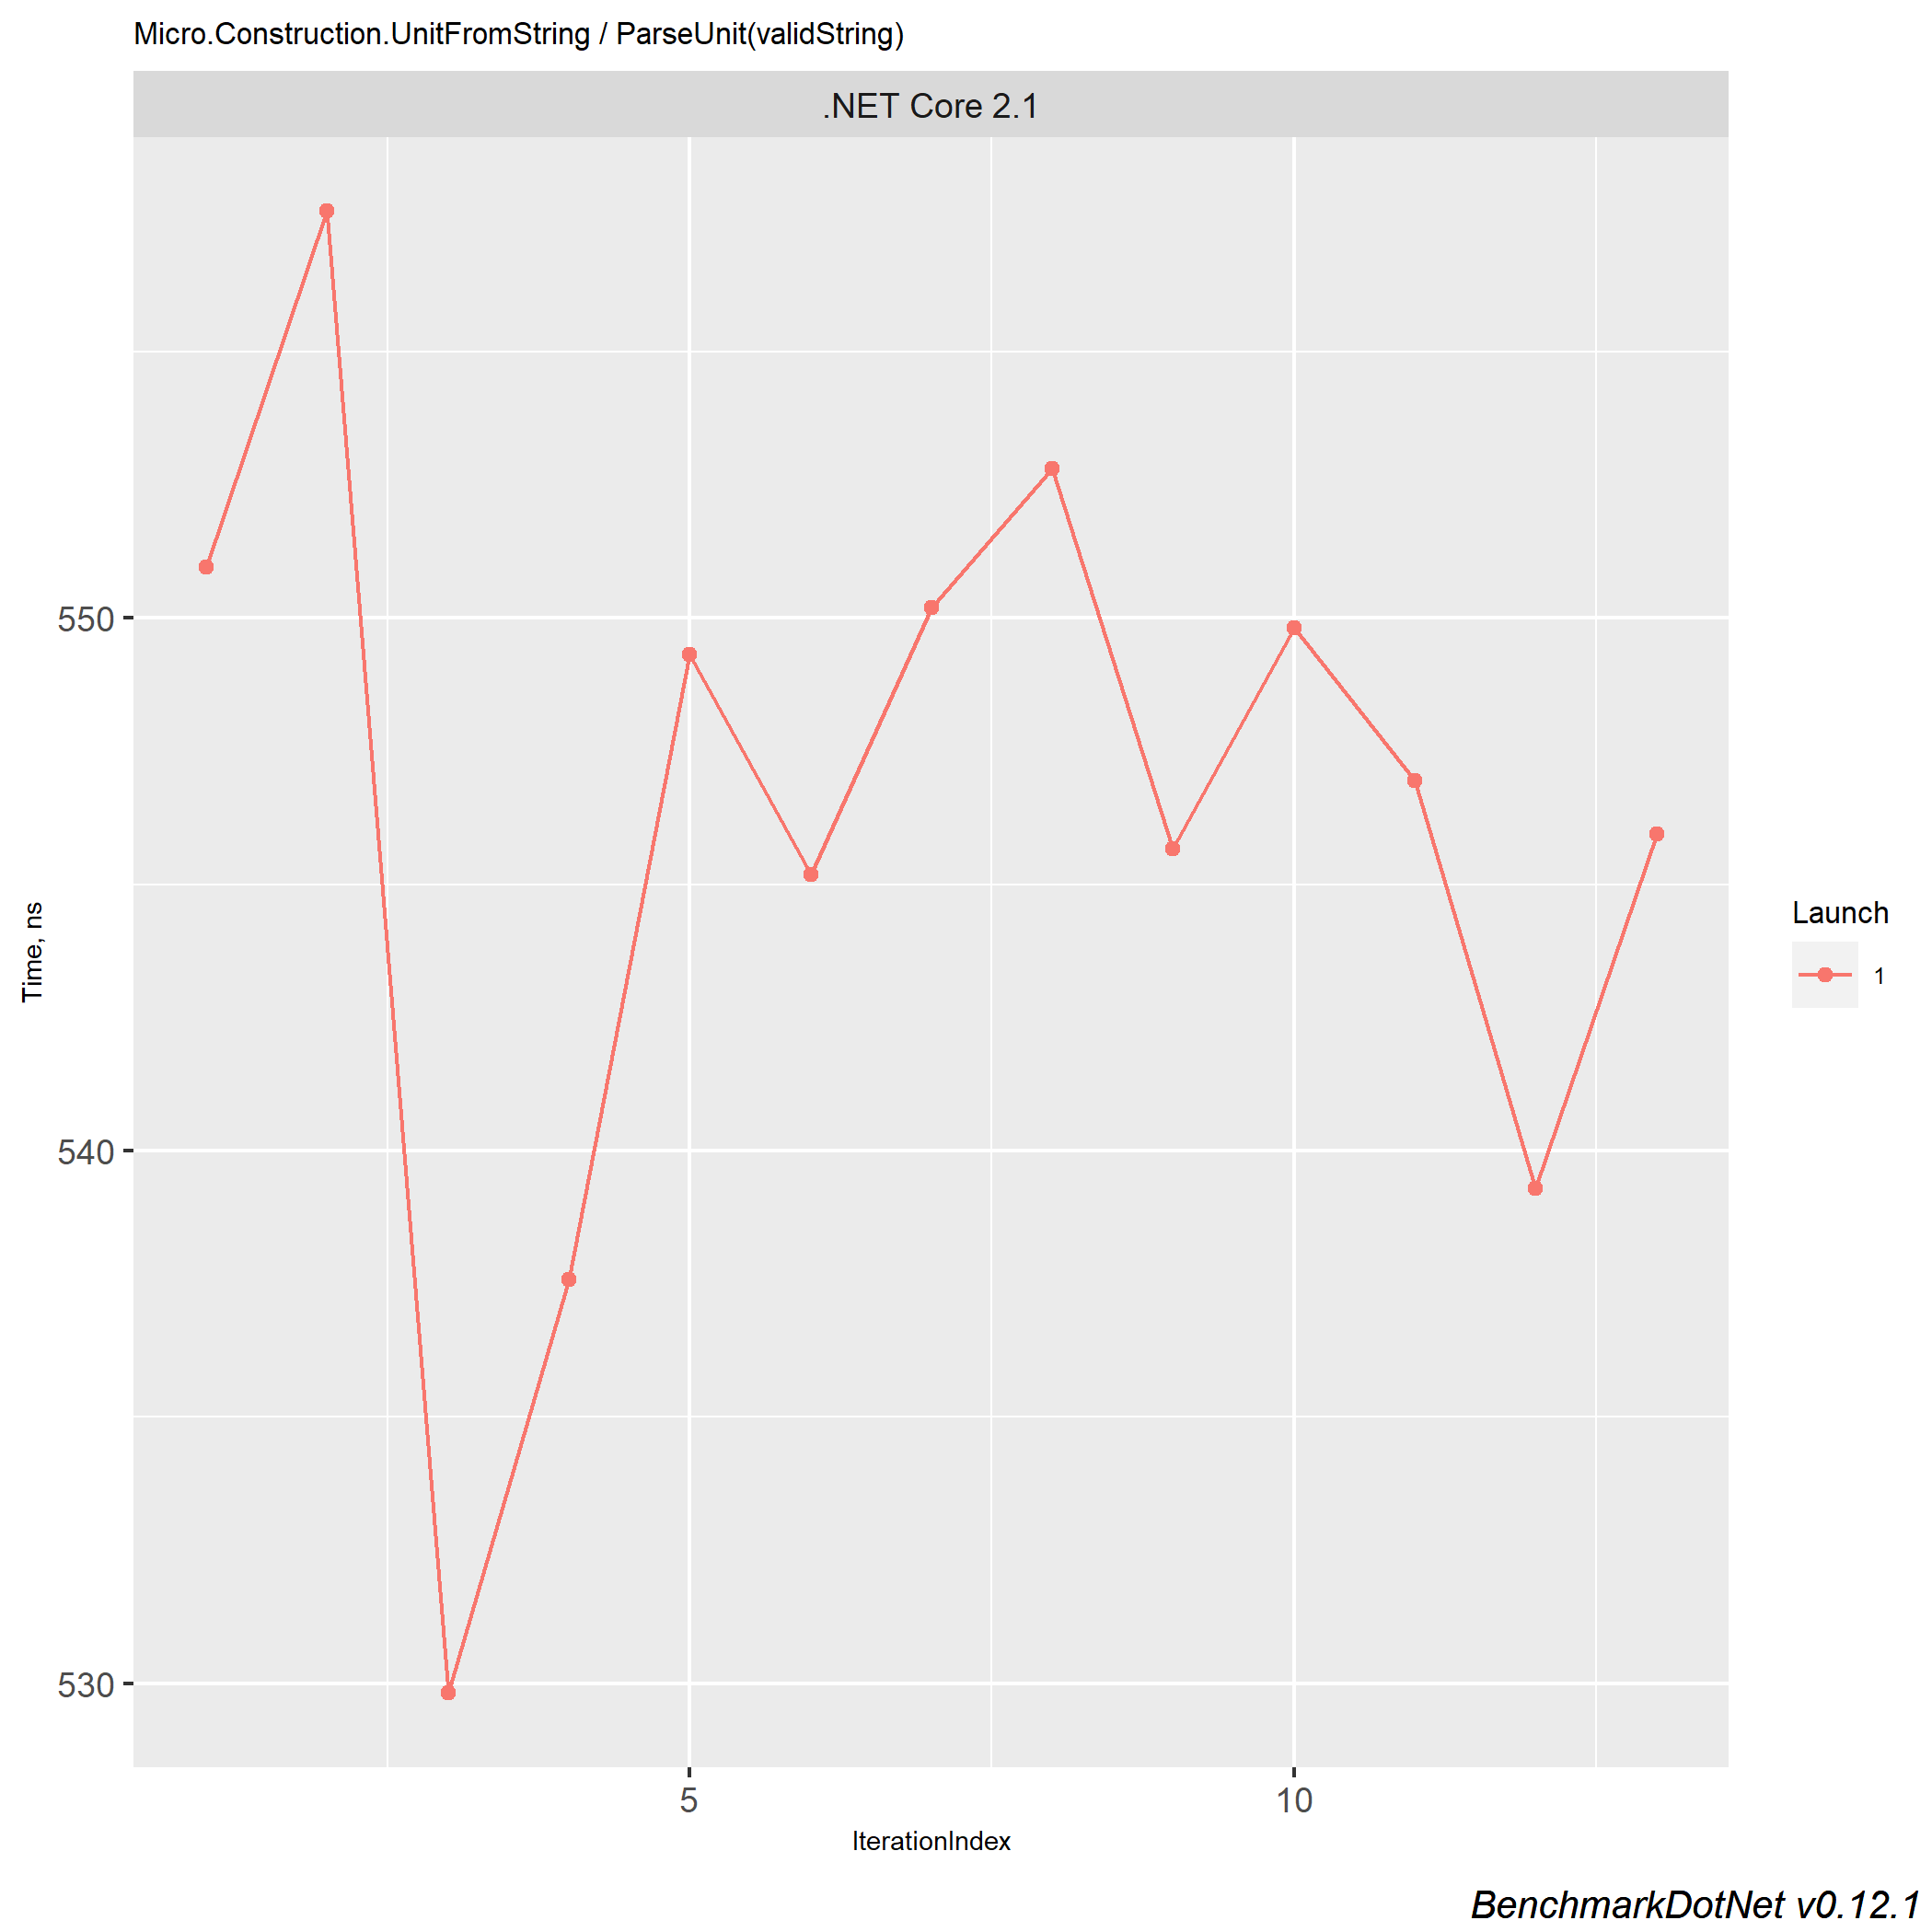 Micro.Construction.UnitFromString / ParseUnit(validString)
.NET Core 2.1
550
540
530
Time, ns
5
10
IterationIndex
Launch
1
BenchmarkDotNet v0.12.1